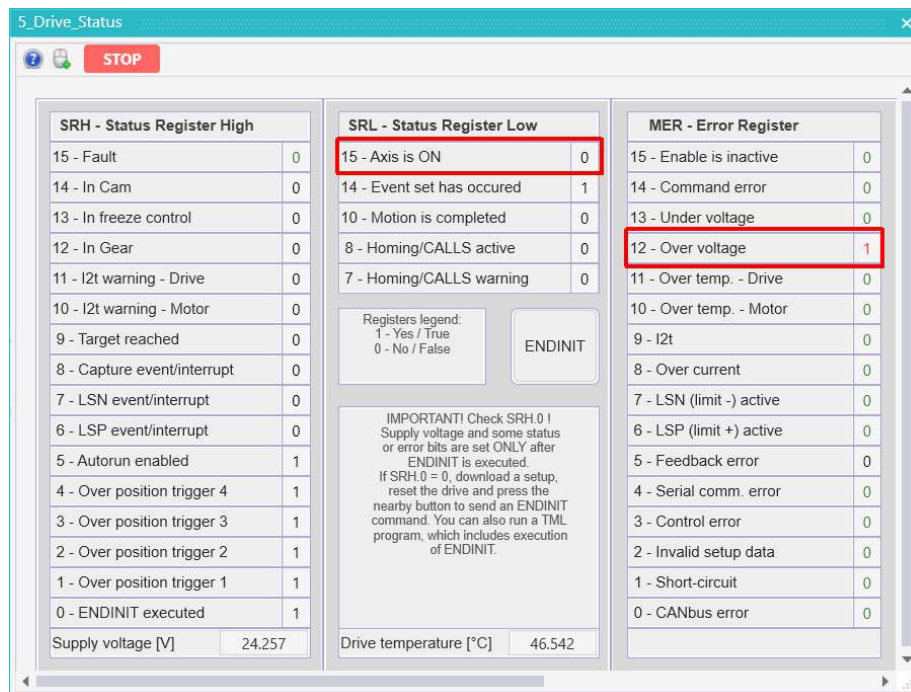 5_Drive_Status
STOP
SRH - Status Register High
15 - Fault 0
14 - In Cam 0
13 - In freeze control 0
12 - In Gear 0
11 - I2t warning - Drive 0
10 - I2t warning - Motor 0
9 - Target reached 0
8 - Capture event/interrupt 0
7 - LSN event/interrupt 0
6 - LSP event/interrupt 0
5 - Autorun enabled 1
4 - Over position trigger 4 1
3 - Over position trigger 3 1
2 - Over position trigger 2 1
1 - Over position trigger 1 1
0 - ENDINIT executed 1
Supply voltage [V] 24.257
SRL - Status Register Low
15 - Axis is ON 0
14 - Event set has occured 1
10 - Motion is completed 0
8 - Homing/CALLS active 0
7 - Homing/CALLS warning 0
Registers legend:
1 - Yes / True
0 - No / False
ENDINIT
IMPORTANT! Check SRH.0 !
Supply voltage and some status
or error bits are set ONLY after
ENDINIT is executed.
If SRH.0 = 0, download a setup,
reset the drive and press the
nearby button to send an ENDINIT
command. You can also run a TML
program, which includes execution
of ENDINIT.
Drive temperature [°C] 46.542
MER - Error Register
15 - Enable is inactive 0
14 - Command error 0
13 - Under voltage 0
12 - Over voltage 1
11 - Over temp. - Drive 0
10 - Over temp. - Motor 0
9 - I2t 0
8 - Over current 0
7 - LSN (limit -) active 0
6 - LSP (limit +) active 0
5 - Feedback error 0
4 - Serial comm. error 0
3 - Control error 0
2 - Invalid setup data 0
1 - Short-circuit 0
0 - CANbus error 0